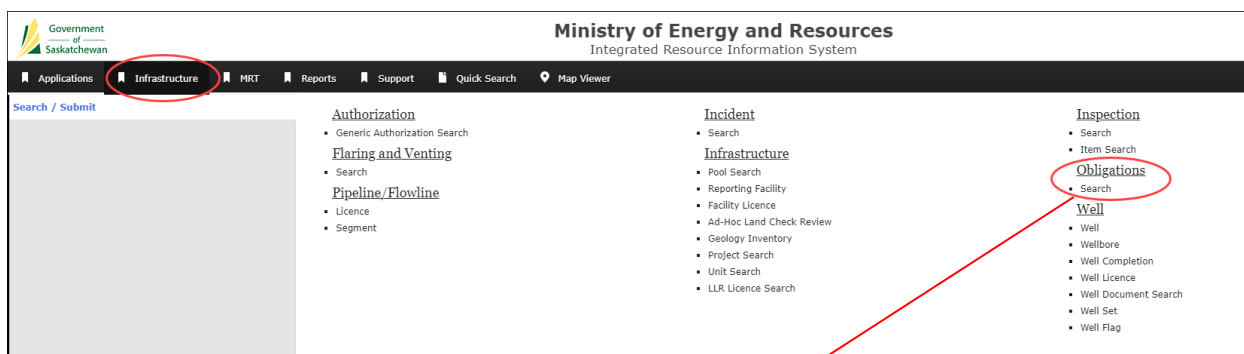 Government
of
Saskatchewan
Ministry of Energy and Resources
Integrated Resource Information System
Applications
Infrastructure
MRT
Reports
Support
Quick Search
Map Viewer
Search / Submit
Authorization
Generic Authorization Search
Flaring and Venting
Search
Pipeline/Flowline
Licence
Segment
Incident
Search
Infrastructure
Pool Search
Reporting Facility
Facility Licence
Ad-Hoc Land Check Review
Geology Inventory
Project Search
Unit Search
LLR Licence Search
Inspection
Search
Item Search
Obligations
Search
Well
Well
Wellbore
Well Completion
Well Licence
Well Document Search
Well Set
Well Flag